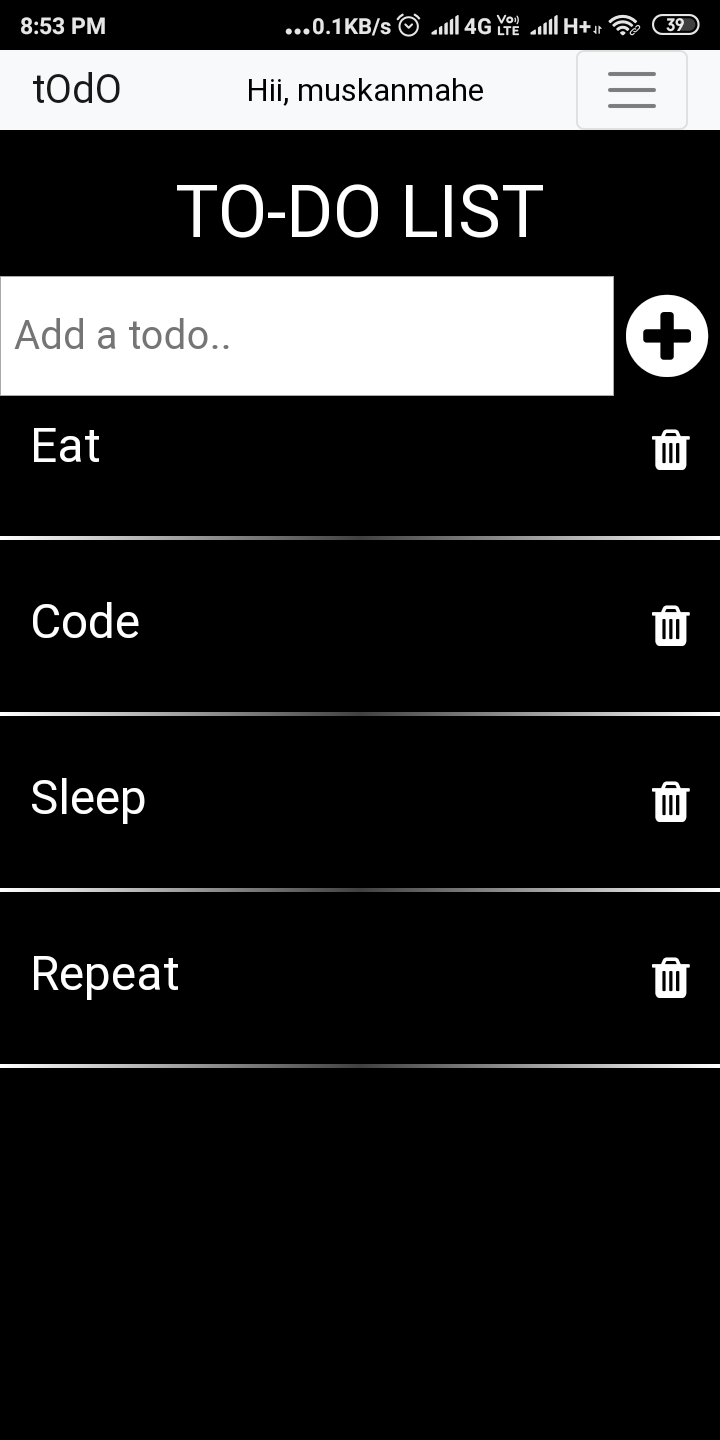 8:53 PM ...0.1KB/s 4G Vo) LTE H+ 39
tOdO Hii, muskanmahe
TO-DO LIST
Add a todo..
Eat
Code
Sleep
Repeat